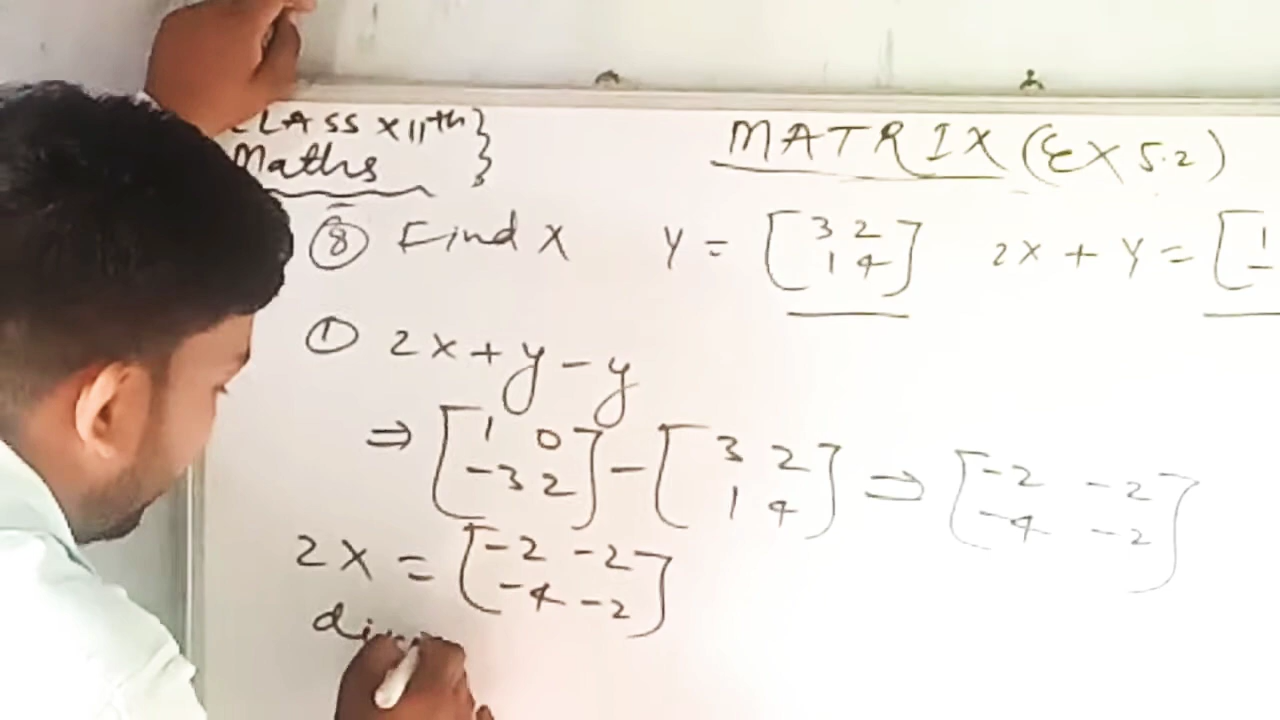 CLASS XIIth }
Maths
MATRIX (EX 5.2)
⑧ Find X Y = [3 2 1 4] 2X + Y = [1 -
① 2x + y - y
⇒ [1 0 -3 2] - [3 2 1 4] ⇒ [-2 -2 -4 -2]
2X = [-2 -2 -4 -2]